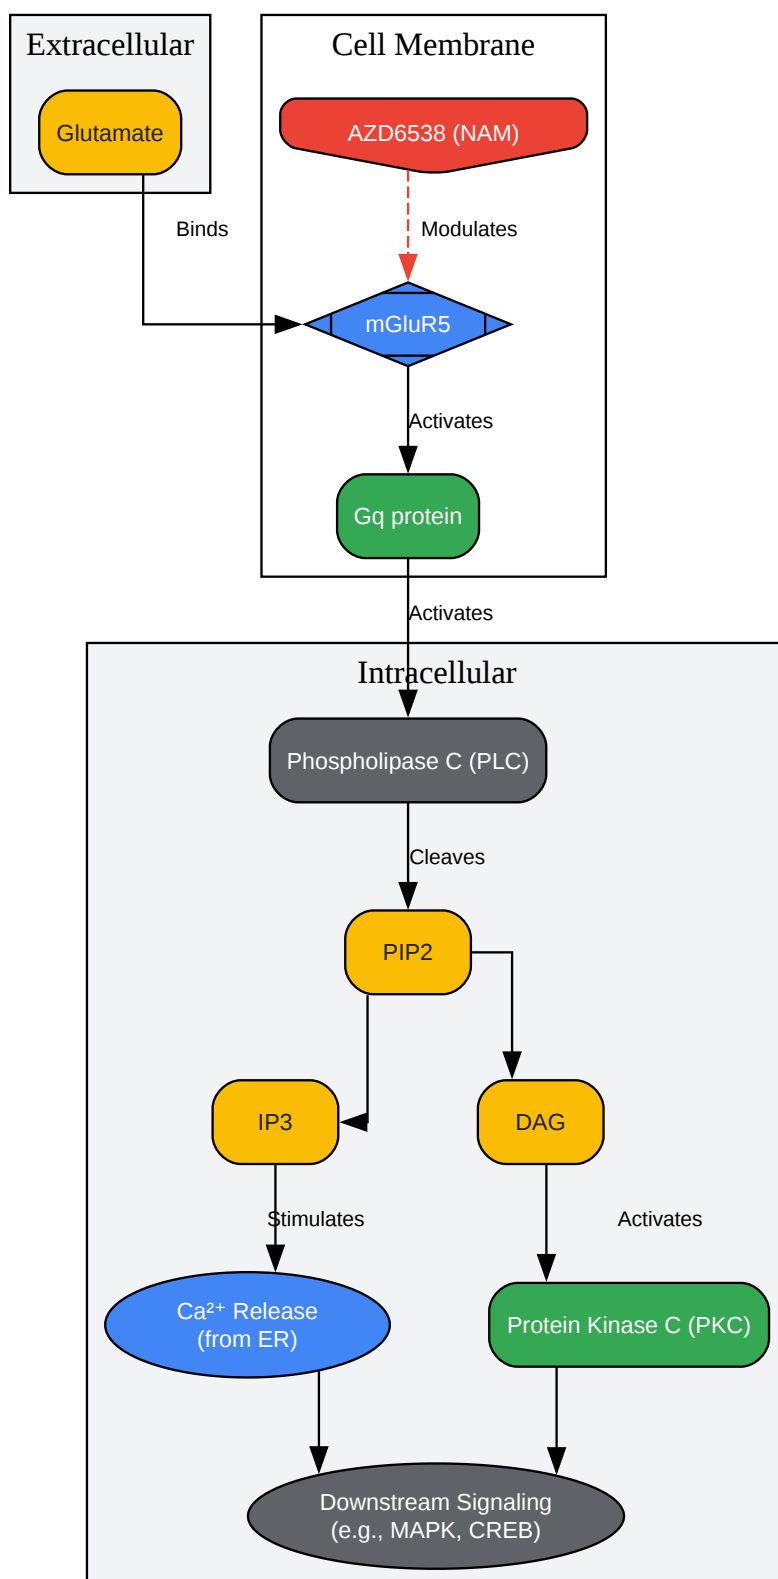 Extracellular
Cell Membrane
Glutamate
AZD6538 (NAM)
Binds
Modulates
mGluR5
Activates
Gq protein
Activates
Intracellular
Phospholipase C (PLC)
Cleaves
PIP2
IP3
DAG
Stimulates
Activates
Ca²⁺ Release
(from ER)
Protein Kinase C (PKC)
Downstream Signaling
(e.g., MAPK, CREB)